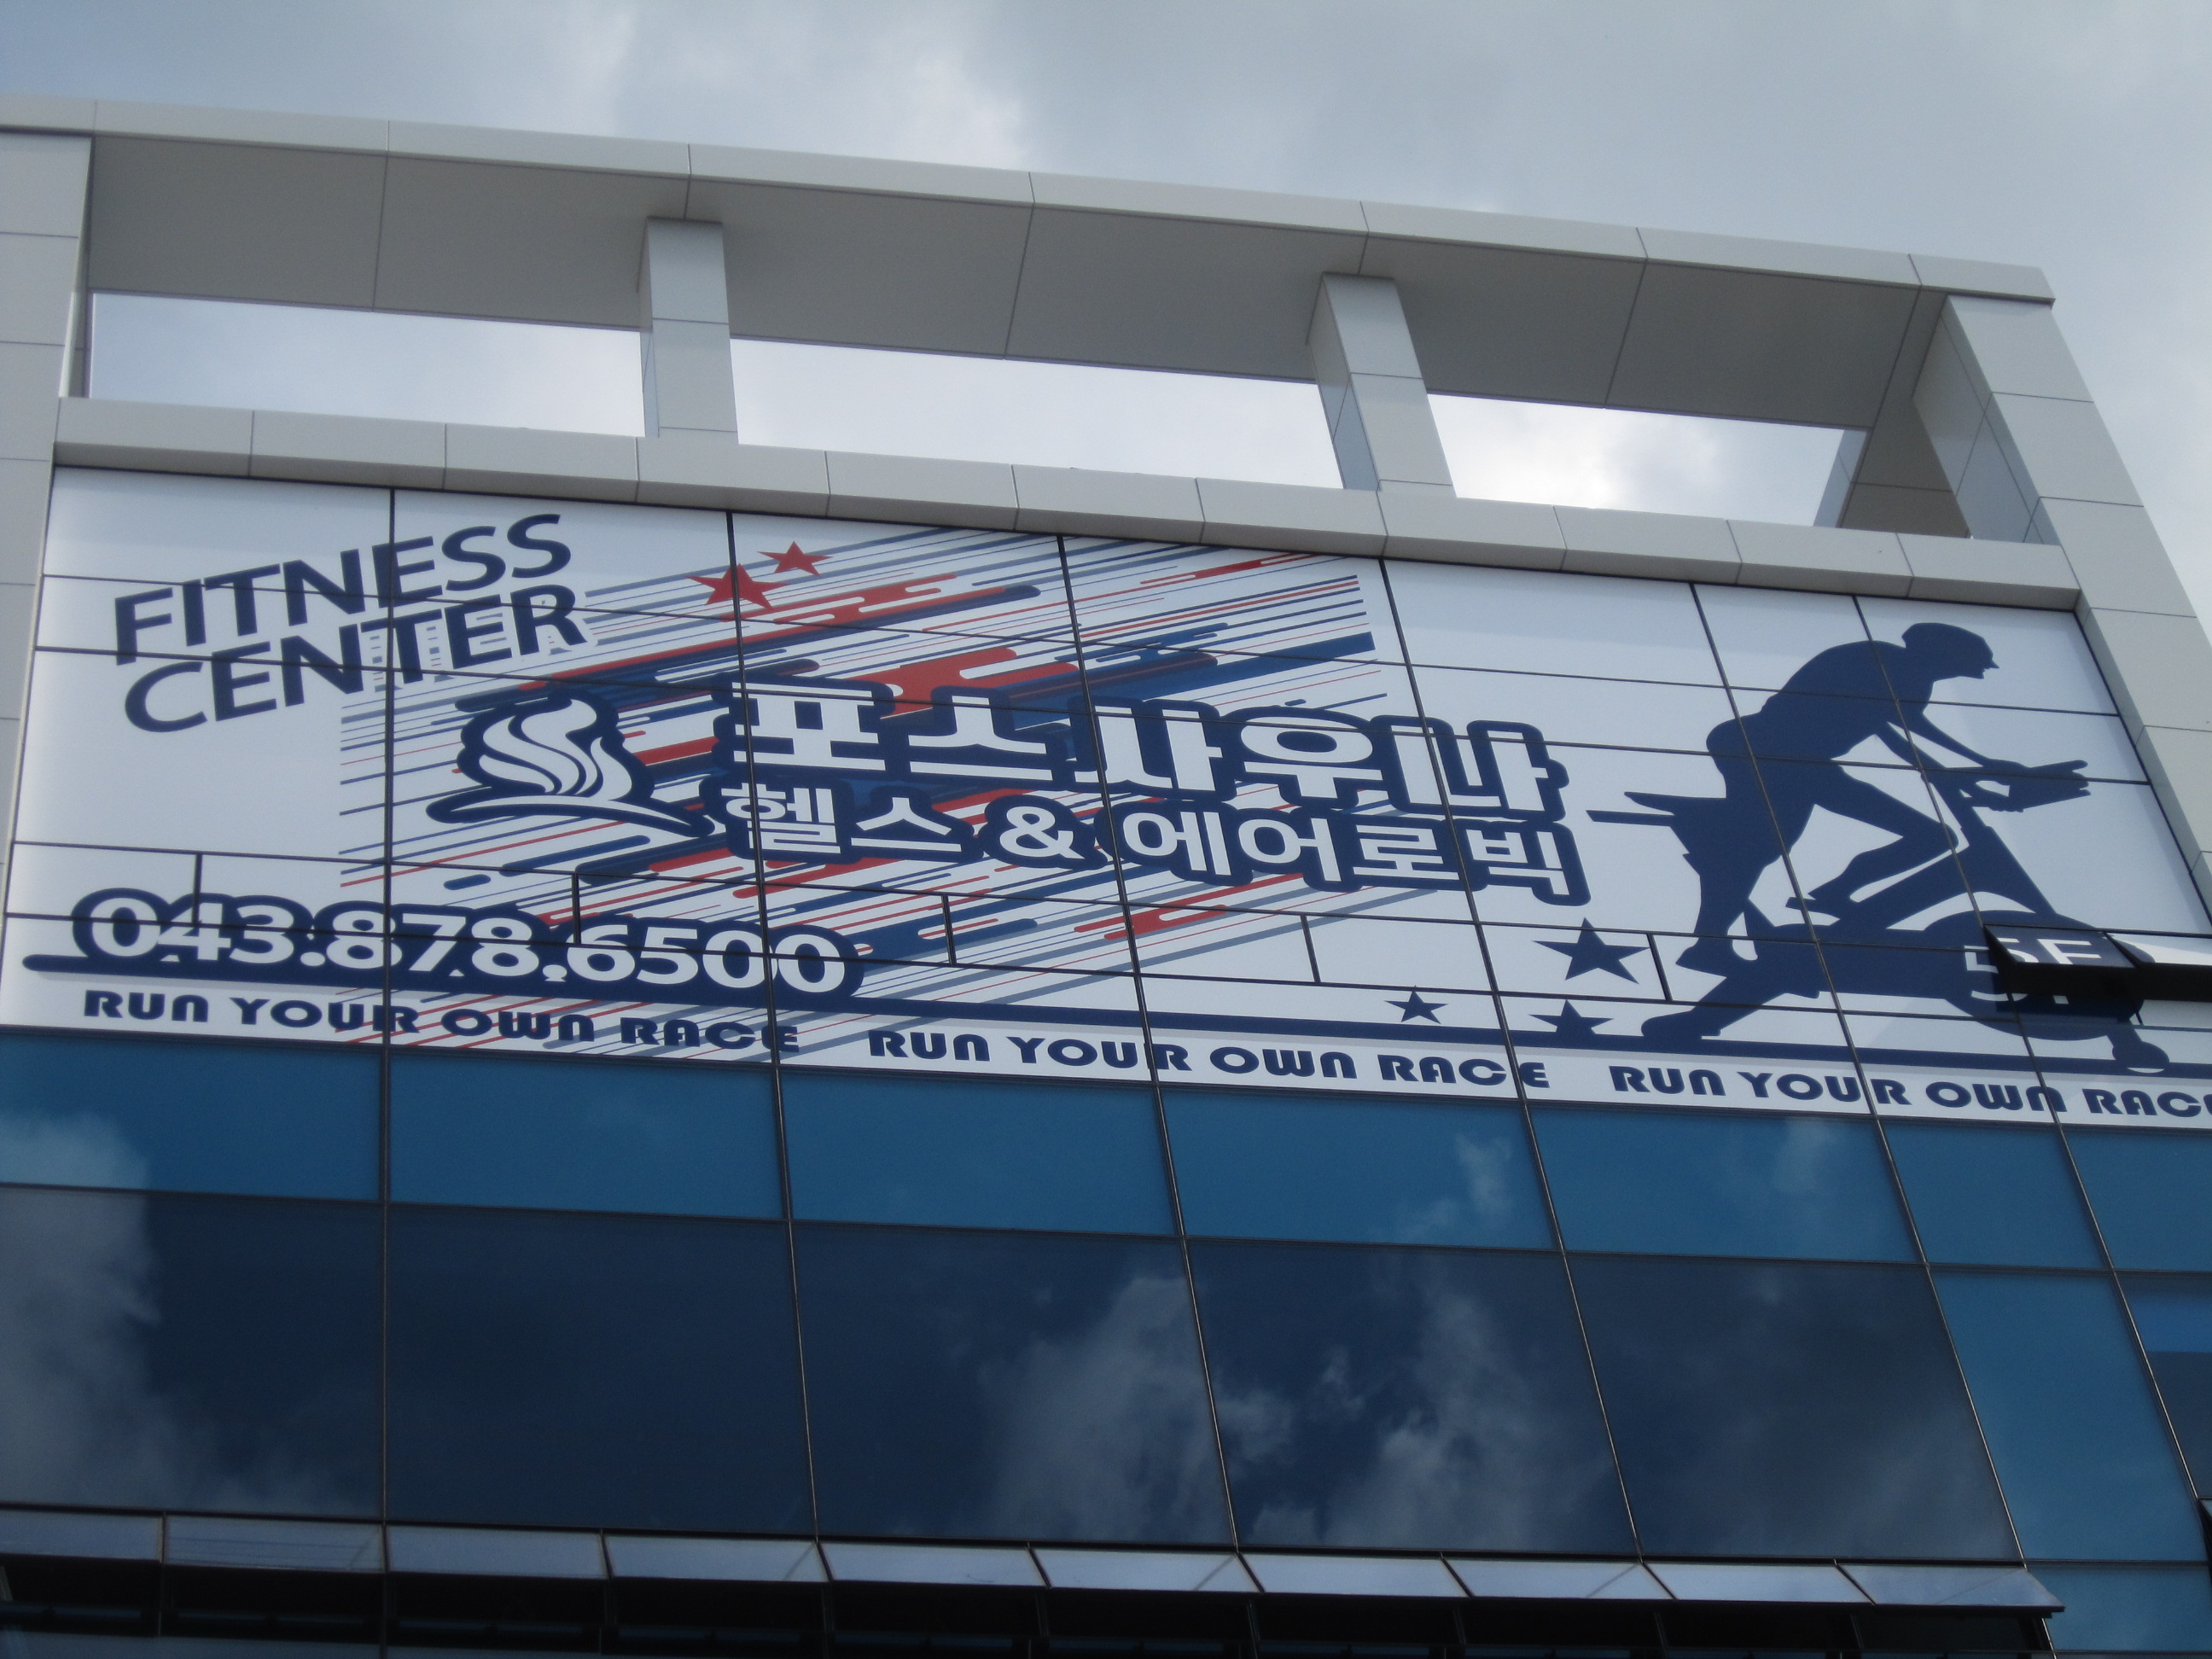 FITNESS
CENTER
포스사우나
헬스 & 에어로빅
043.878.6500
5F
RUN YOUR OWN RACE RUN YOUR OWN RACE RUN YOUR OWN RACE